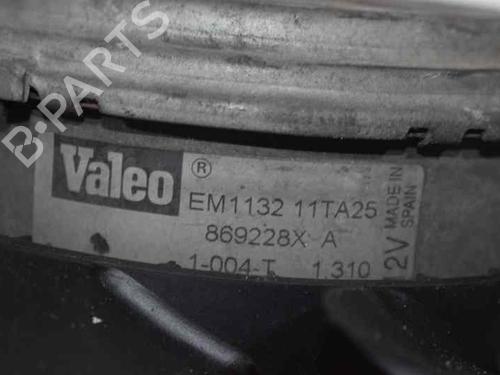 B-PARTS
Valeo ®
EM1132 11TA25
869228X A
1-004-T 1.310
2V MADE IN
SPAIN